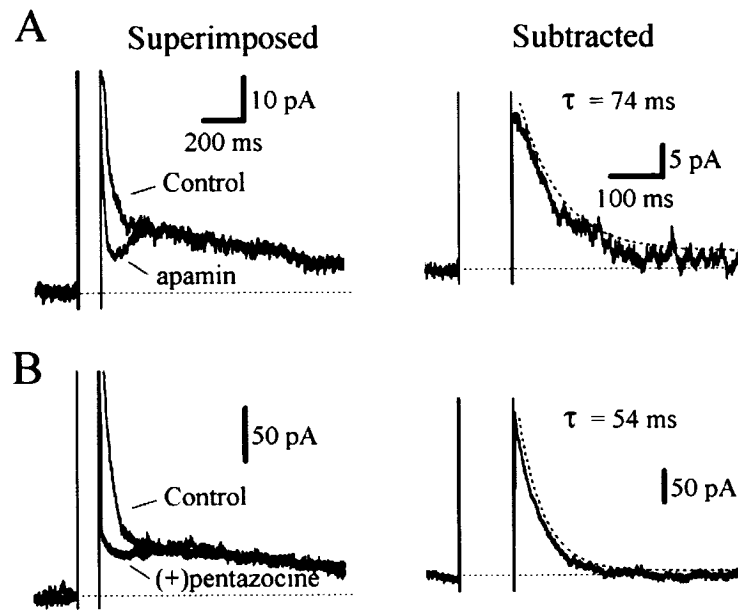 A
Superimposed
Subtracted
10 pA
200 ms
Control
apamin
τ = 74 ms
5 pA
100 ms
B
50 pA
Control
(+)pentazocine
τ = 54 ms
50 pA